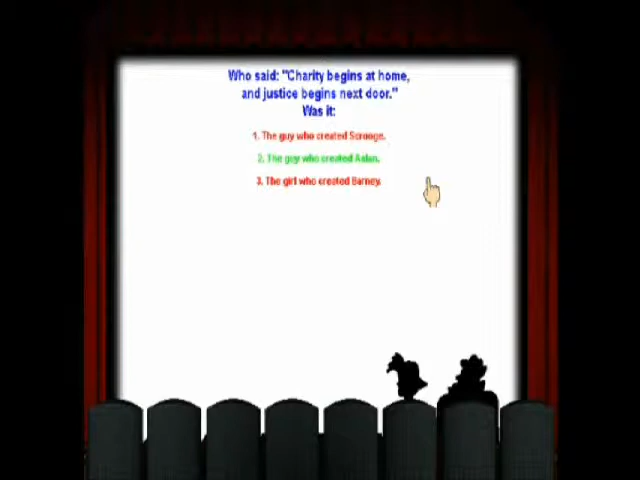 Who said: "Charity begins at home,
and justice begins next door."
Was it:
1. The guy who created Scrooge.
2. The guy who created Aslan.
3. The girl who created Barney.